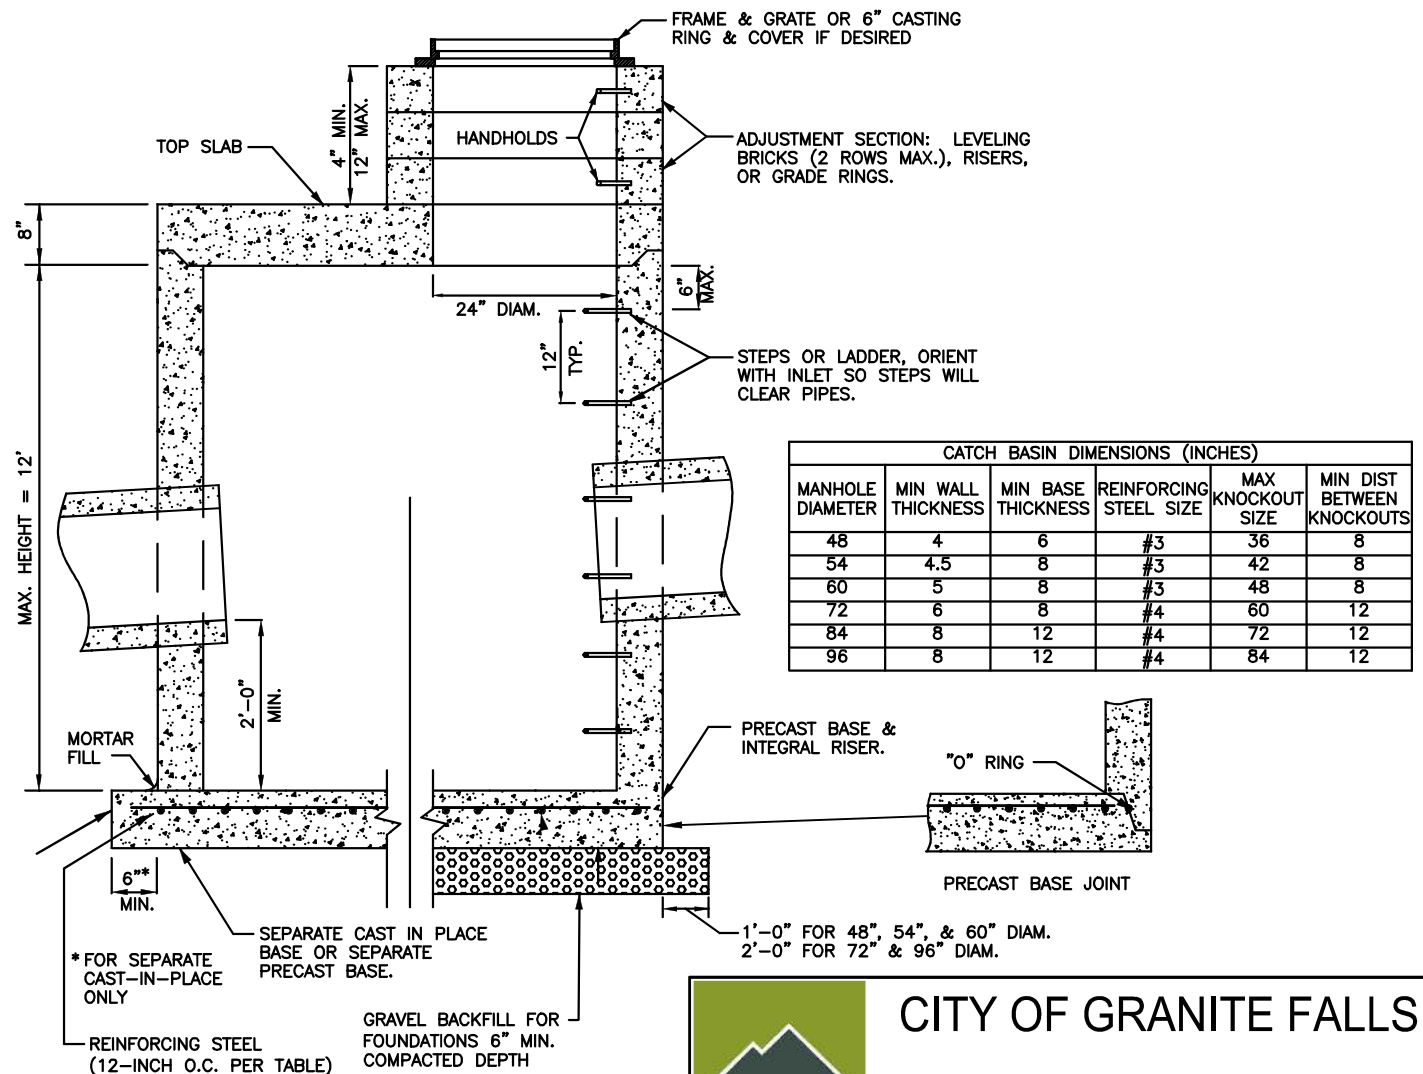 FRAME & GRATE OR 6" CASTING
RING & COVER IF DESIRED
4" MIN.
12" MAX.
HANDHOLDS
TOP SLAB
ADJUSTMENT SECTION: LEVELING
BRICKS (2 ROWS MAX.), RISERS,
OR GRADE RINGS.
8"
6"
MAX.
24" DIAM.
12"
TYP.
STEPS OR LADDER, ORIENT
WITH INLET SO STEPS WILL
CLEAR PIPES.
MAX. HEIGHT = 12'
CATCH BASIN DIMENSIONS (INCHES)
MANHOLE DIAMETER MIN WALL THICKNESS MIN BASE THICKNESS REINFORCING STEEL SIZE MAX KNOCKOUT SIZE MIN DIST BETWEEN KNOCKOUTS
48 4 6 #3 36 8
54 4.5 8 #3 42 8
60 5 8 #3 48 8
72 6 8 #4 60 12
84 8 12 #4 72 12
96 8 12 #4 84 12
2'-0"
MIN.
MORTAR
FILL
PRECAST BASE &
INTEGRAL RISER.
"O" RING
PRECAST BASE JOINT
6"*
MIN.
1'-0" FOR 48", 54", & 60" DIAM.
2'-0" FOR 72" & 96" DIAM.
SEPARATE CAST IN PLACE
BASE OR SEPARATE
PRECAST BASE.
* FOR SEPARATE
CAST-IN-PLACE
ONLY
GRAVEL BACKFILL FOR
FOUNDATIONS 6" MIN.
COMPACTED DEPTH
REINFORCING STEEL
(12-INCH O.C. PER TABLE)
CITY OF GRANITE FALLS